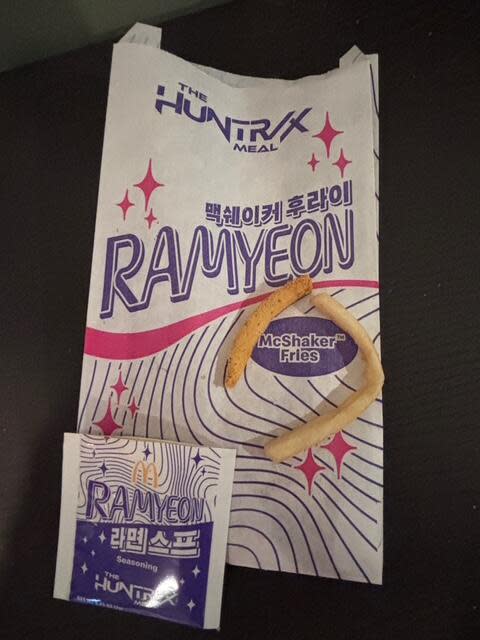 THE
HUNTR/X
MEAL
맥쉐이커 후라이
RAMYEON
McShaker™
Fries
RAMYEON
라면 스프
Seasoning
THE
HUNTR/X
MEAL